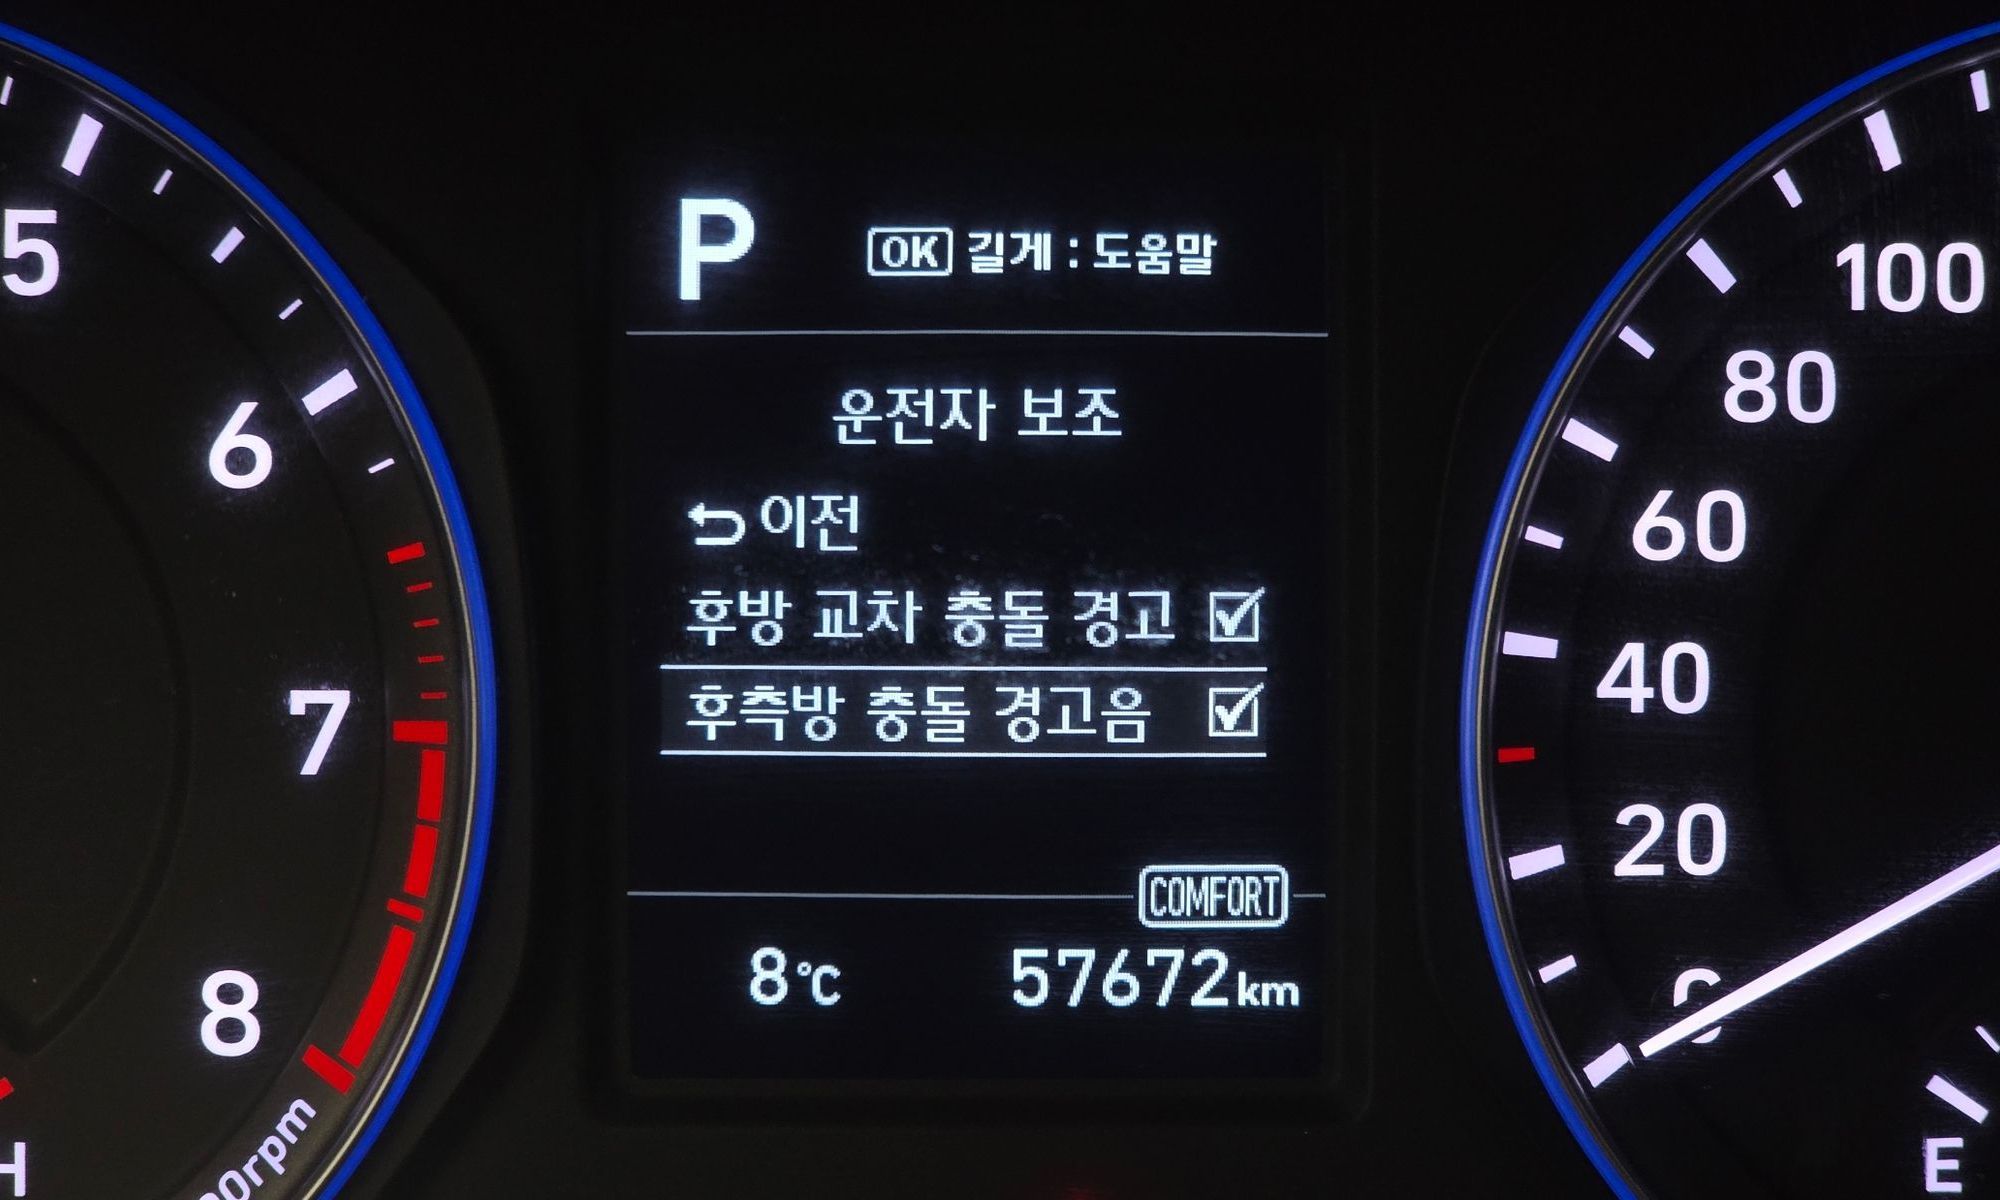 P
OK 길게 : 도움말
운전자 보조
이전
후방 교차 충돌 경고
후측방 충돌 경고음
COMFORT
8℃ 57672km
5
6
7
8
H
100
80
60
40
20
0
E